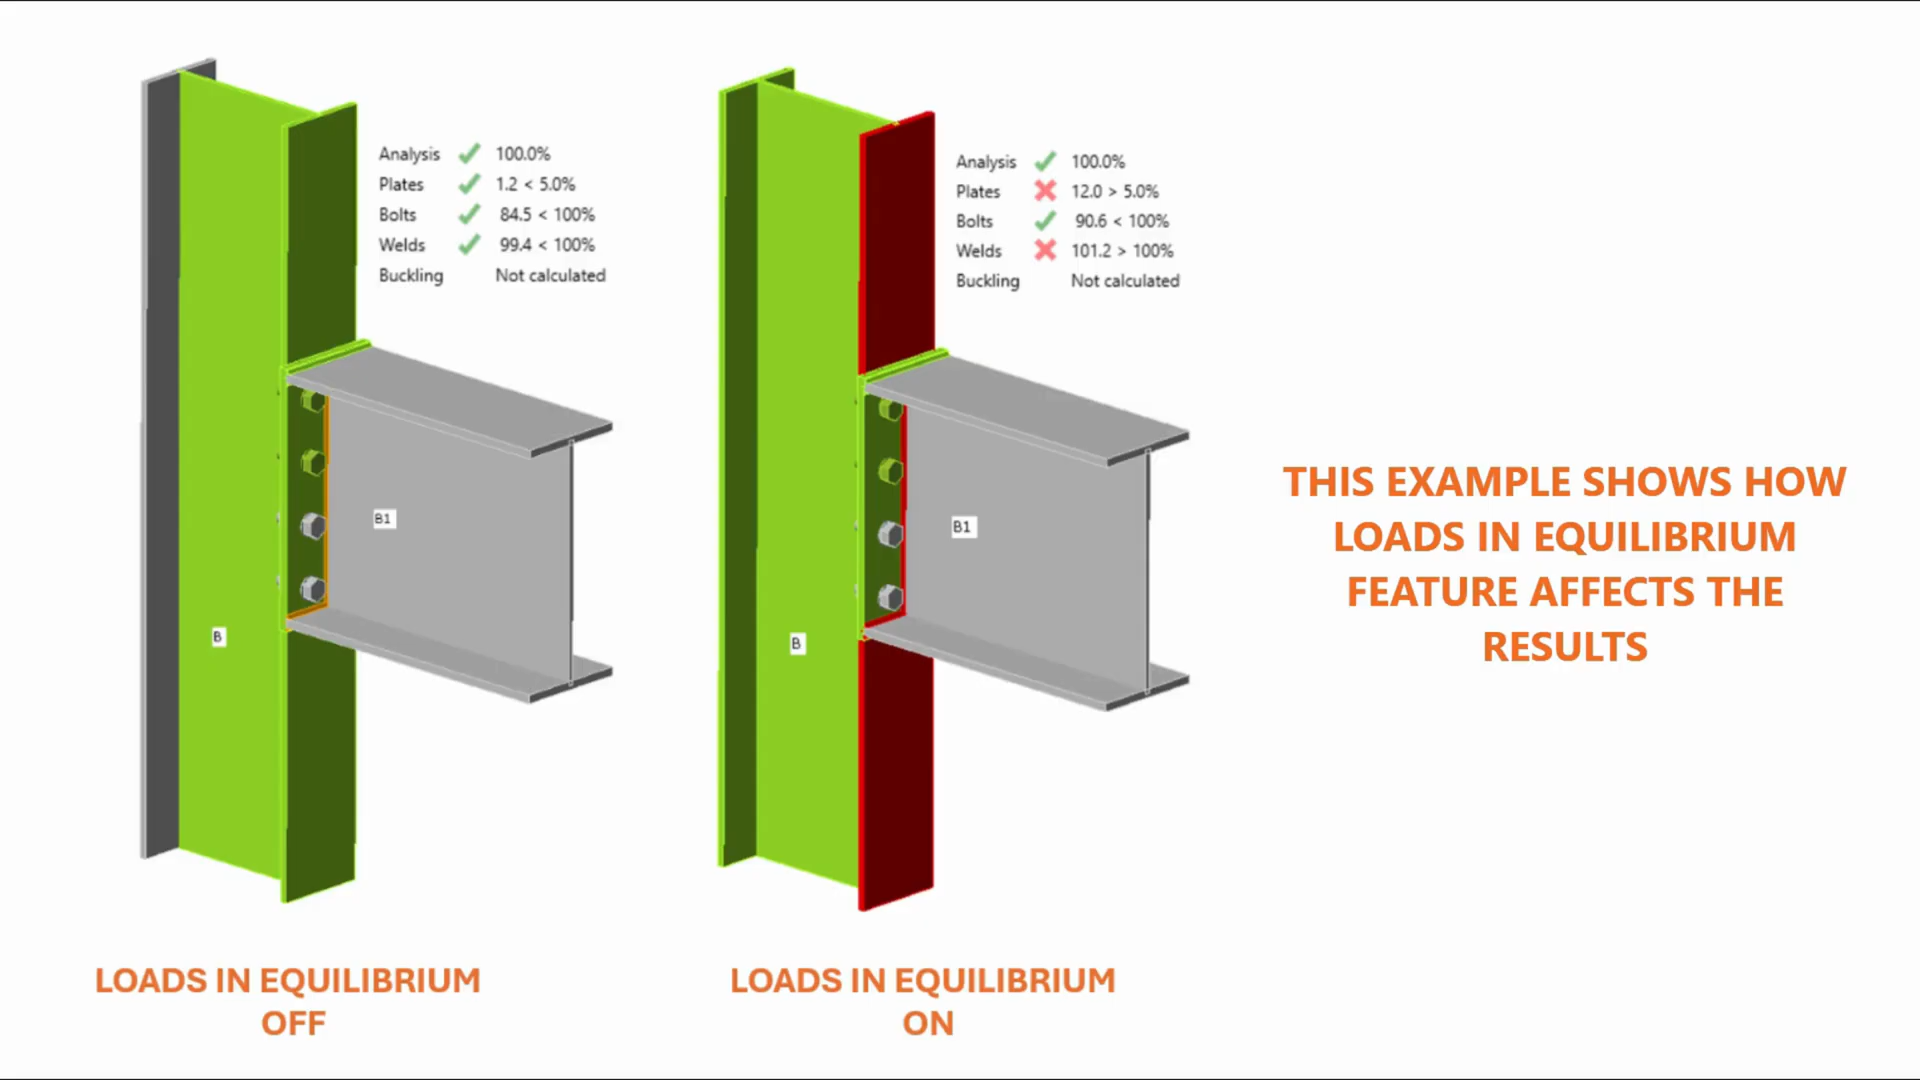 Analysis 100.0%
Plates 1.2 < 5.0%
Bolts 84.5 < 100%
Welds 99.4 < 100%
Buckling Not calculated
B1
B
LOADS IN EQUILIBRIUM
OFF
Analysis 100.0%
Plates 12.0 > 5.0%
Bolts 90.6 < 100%
Welds 101.2 > 100%
Buckling Not calculated
B1
B
LOADS IN EQUILIBRIUM
ON
THIS EXAMPLE SHOWS HOW
LOADS IN EQUILIBRIUM
FEATURE AFFECTS THE
RESULTS